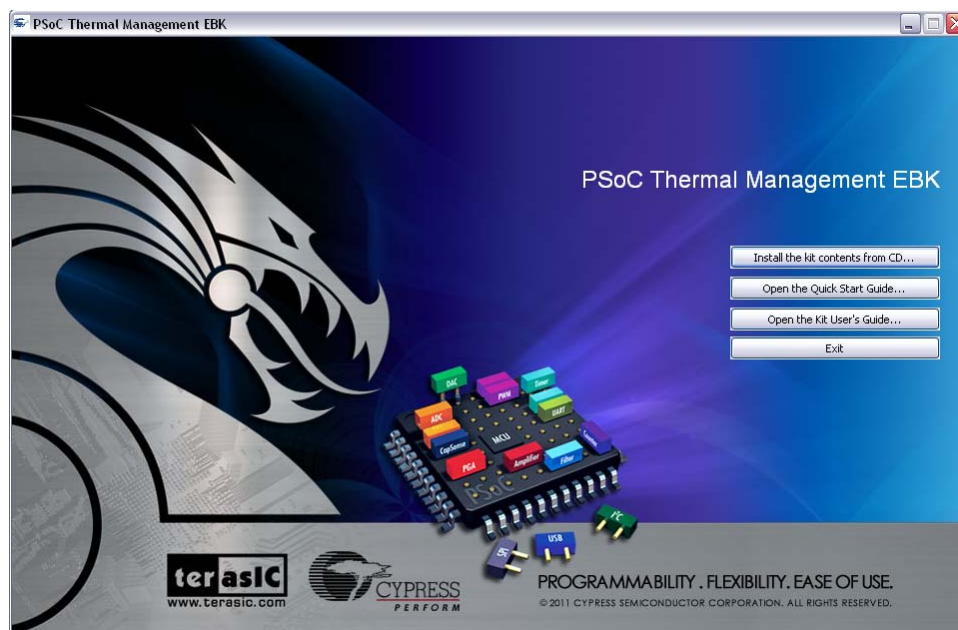 PSoC Thermal Management EBK
PSoC Thermal Management EBK
Install the kit contents from CD...
Open the Quick Start Guide...
Open the Kit User's Guide...
Exit
DAC
PWM
Timer
ADC
UART
CapSense
MCU
PGA
Amplifier
Filter
PSoC
I²C
USB
terasic
www.terasic.com
CYPRESS
PERFORM
PROGRAMMABILITY . FLEXIBILITY. EASE OF USE.
© 2011 CYPRESS SEMICONDUCTOR CORPORATION. ALL RIGHTS RESERVED.